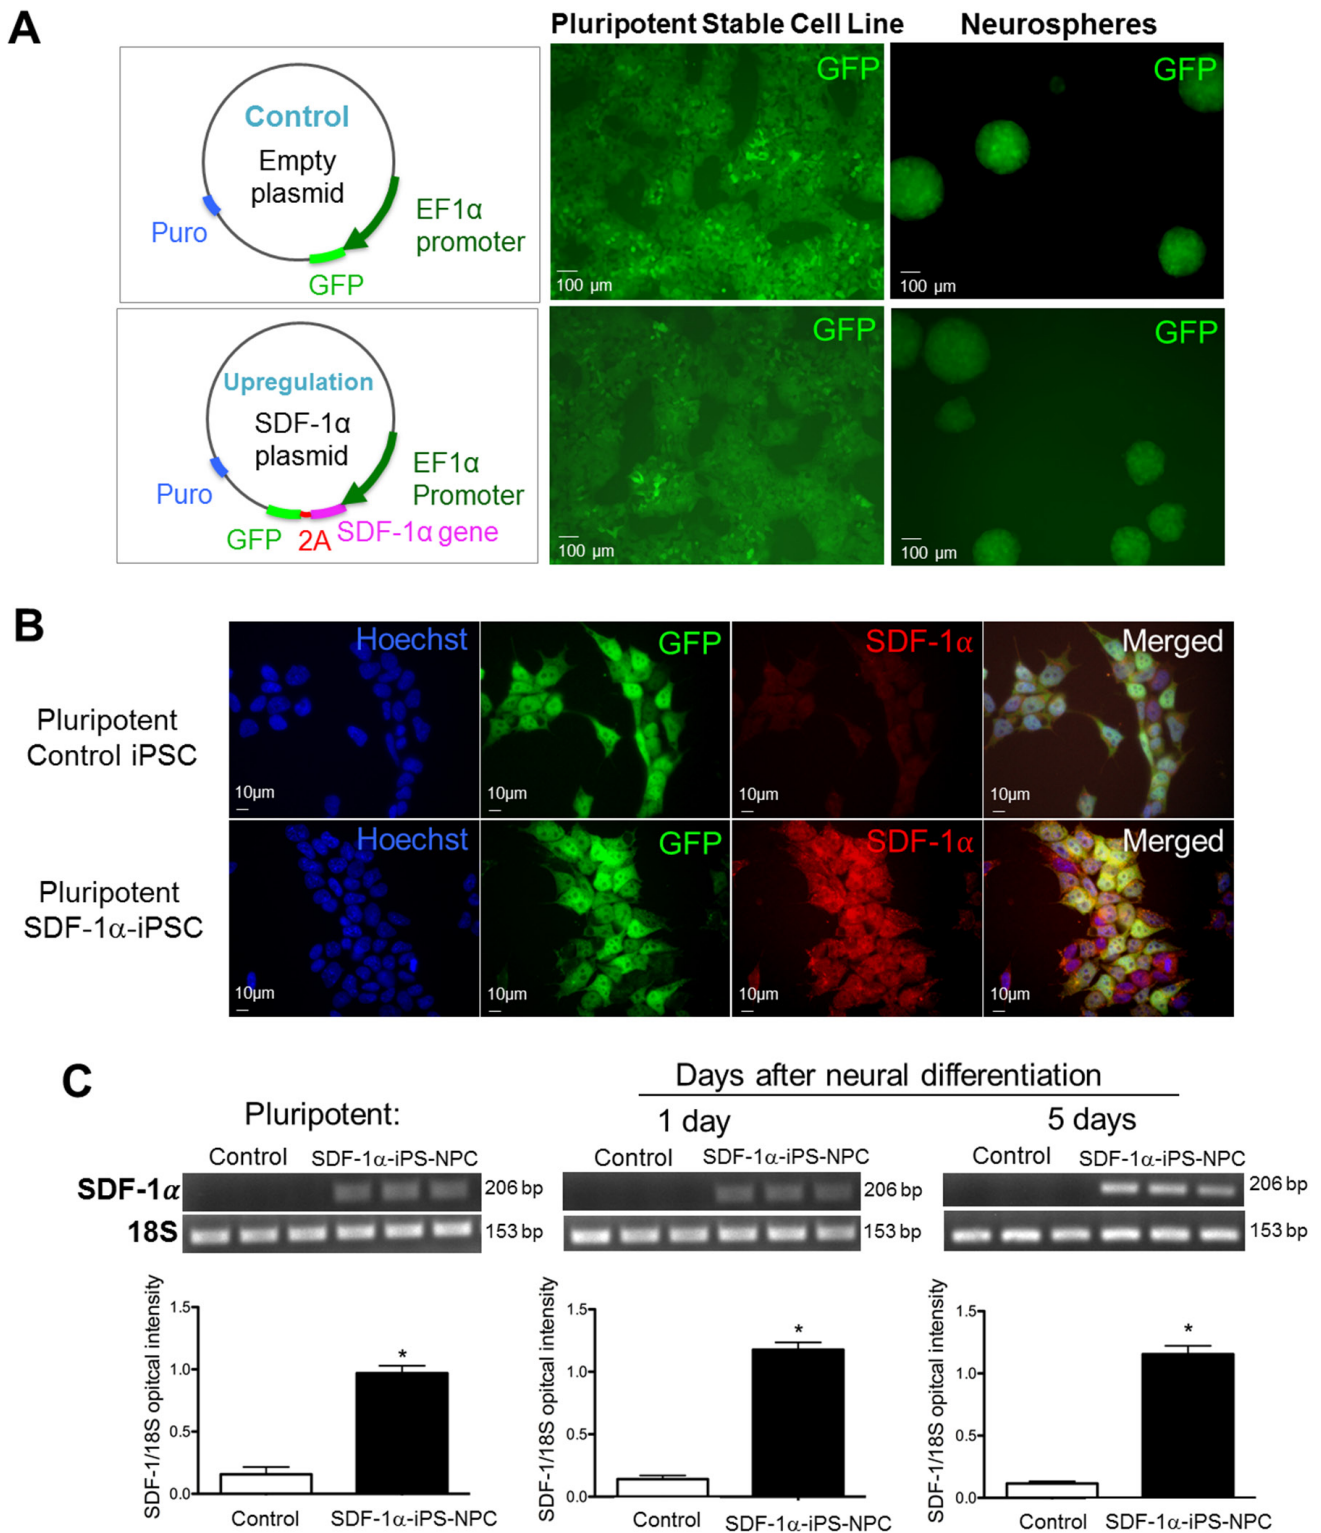 A
Pluripotent Stable Cell Line
Neurospheres
Control
Empty
plasmid
Puro
EF1α
promoter
GFP
GFP
100 µm
GFP
100 µm
Upregulation
SDF-1α
plasmid
Puro
EF1α
Promoter
GFP 2A SDF-1α gene
GFP
100 µm
GFP
100 µm
B
Pluripotent
Control iPSC
Hoechst
10µm
GFP
10µm
SDF-1α
10µm
Merged
10µm
Pluripotent
SDF-1α-iPSC
Hoechst
10µm
GFP
10µm
SDF-1α
10µm
Merged
10µm
C
Days after neural differentiation
Pluripotent:
1 day
5 days
Control SDF-1α-iPS-NPC
Control SDF-1α-iPS-NPC
Control SDF-1α-iPS-NPC
SDF-1α
206 bp
206 bp
206 bp
18S
153 bp
153 bp
153 bp
SDF-1/18S opitcal intensity
1.5
1.0
0.5
0.0
*
Control
SDF-1α-iPS-NPC
SDF-1/18S opitcal intensity
1.5
1.0
0.5
0.0
*
Control
SDF-1α-iPS-NPC
SDF-1/18S opitcal intensity
1.5
1.0
0.5
0.0
*
Control
SDF-1α-iPS-NPC